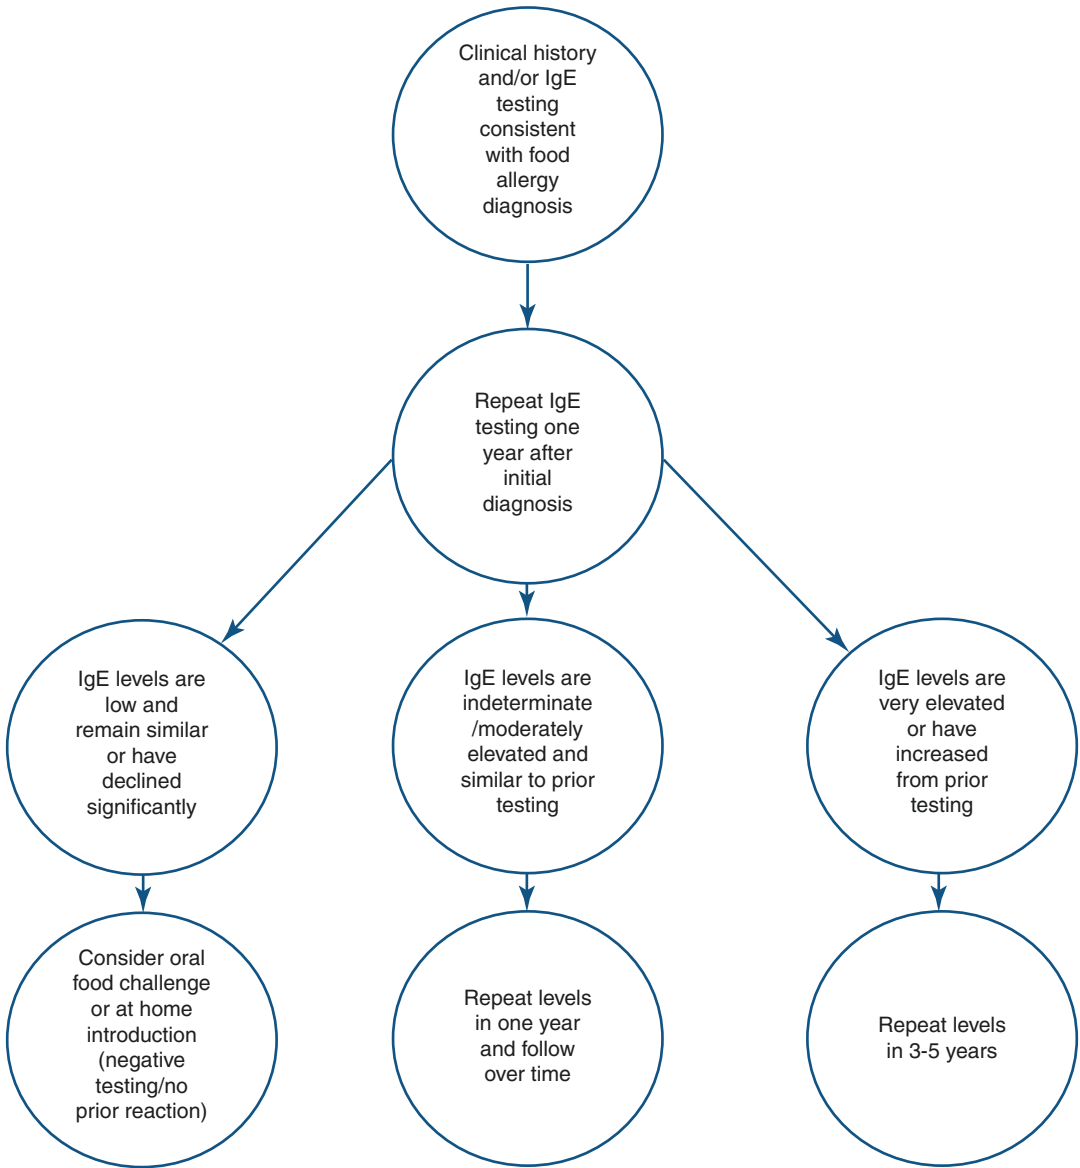 Clinical history
and/or IgE
testing
consistent
with food
allergy
diagnosis
Repeat IgE
testing one
year after
initial
diagnosis
IgE levels are
low and
remain similar
or have
declined
significantly
IgE levels are
indeterminate
/moderately
elevated and
similar to prior
testing
IgE levels are
very elevated
or have
increased
from prior
testing
Consider oral
food challenge
or at home
introduction
(negative
testing/no
prior reaction)
Repeat levels
in one year
and follow
over time
Repeat levels
in 3-5 years